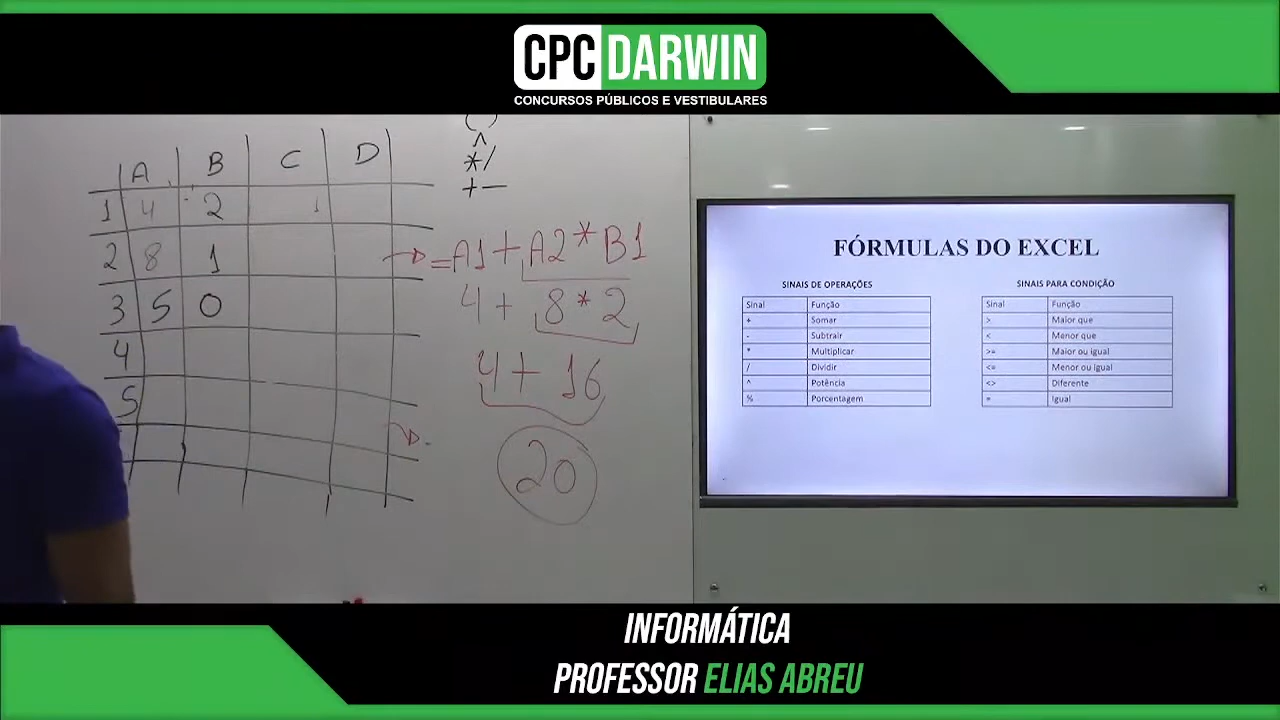 CPC DARWIN
CONCURSOS PÚBLICOS E VESTIBULARES
A B C D
1 4 2
2 8 1
3 5 0
4
5
()
^
*/
+-
=A1+A2*B1
4+ 8*2
4+ 16
20
FÓRMULAS DO EXCEL
SINAIS DE OPERAÇÕES
Sinal Função
+ Somar
- Subtrair
* Multiplicar
/ Dividir
^ Potência
% Porcentagem
SINAIS PARA CONDIÇÃO
Sinal Função
> Maior que
< Menor que
>= Maior ou igual
<= Menor ou igual
<> Diferente
= Igual
INFORMÁTICA
PROFESSOR ELIAS ABREU